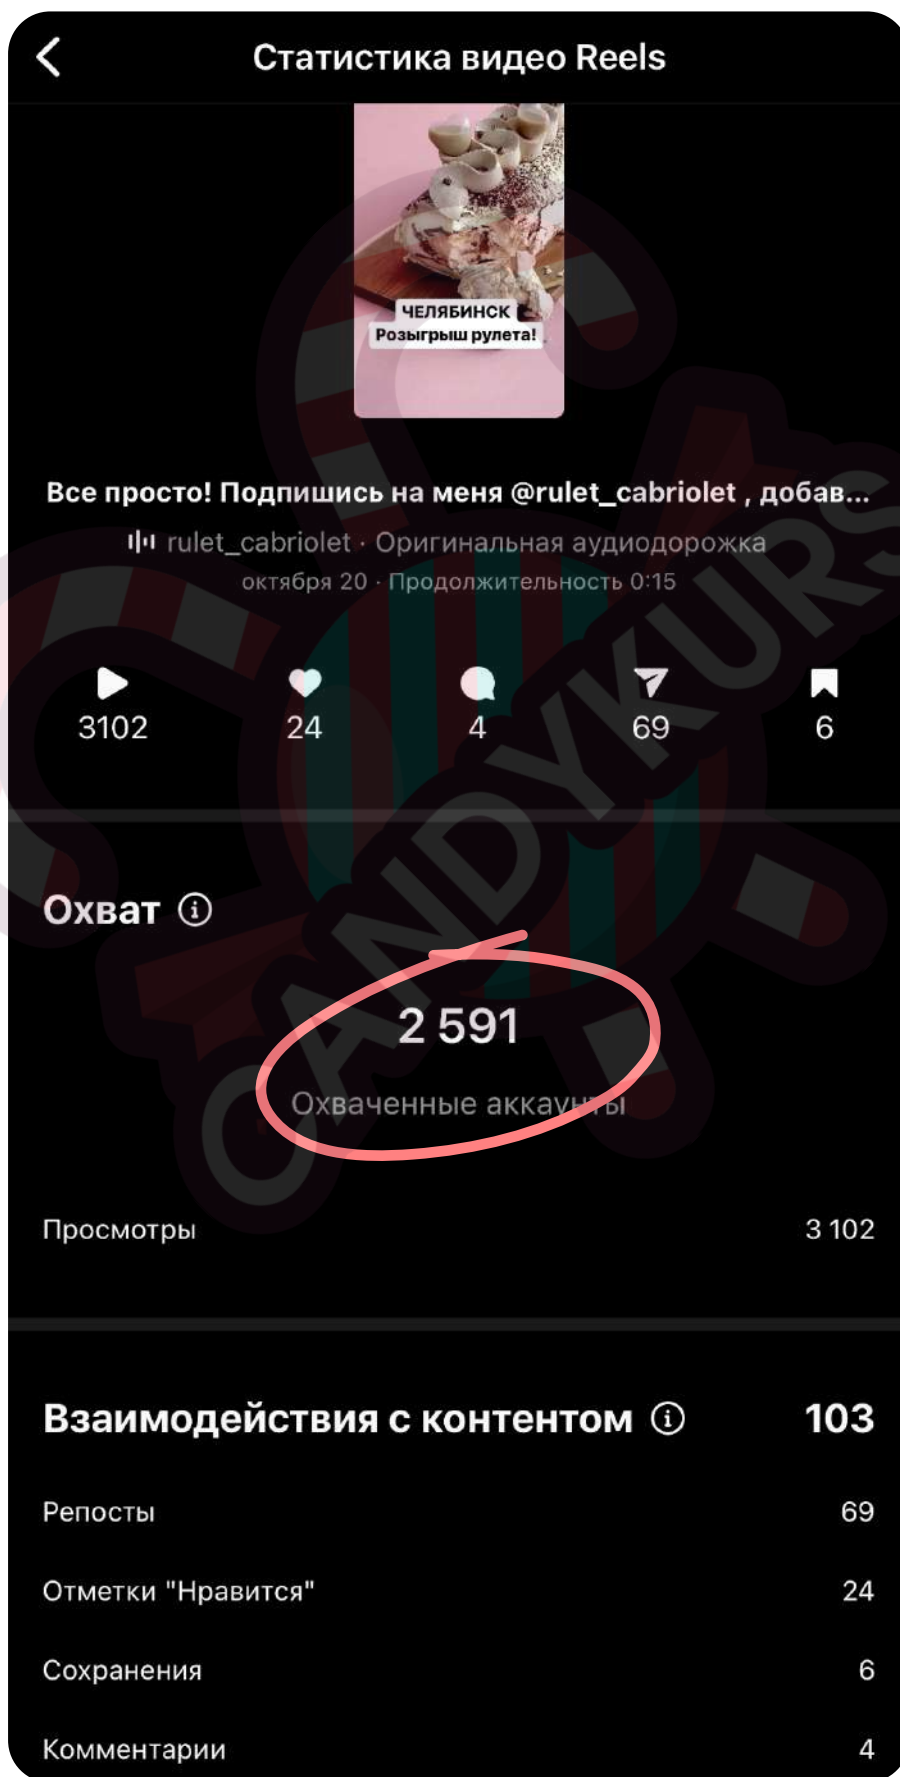 Статистика видео Reels
ЧЕЛЯБИНСК
Розыгрыш рулета!
Все просто! Подпишись на меня @rulet_cabriolet , добав...
rulet_cabriolet · Оригинальная аудиодорожка
октября 20 · Продолжительность 0:15
3102 24 4 69 6
CANDYKURS
Охват
2 591
Охваченные аккаунты
Просмотры 3 102
Взаимодействия с контентом 103
Репосты 69
Отметки "Нравится" 24
Сохранения 6
Комментарии 4